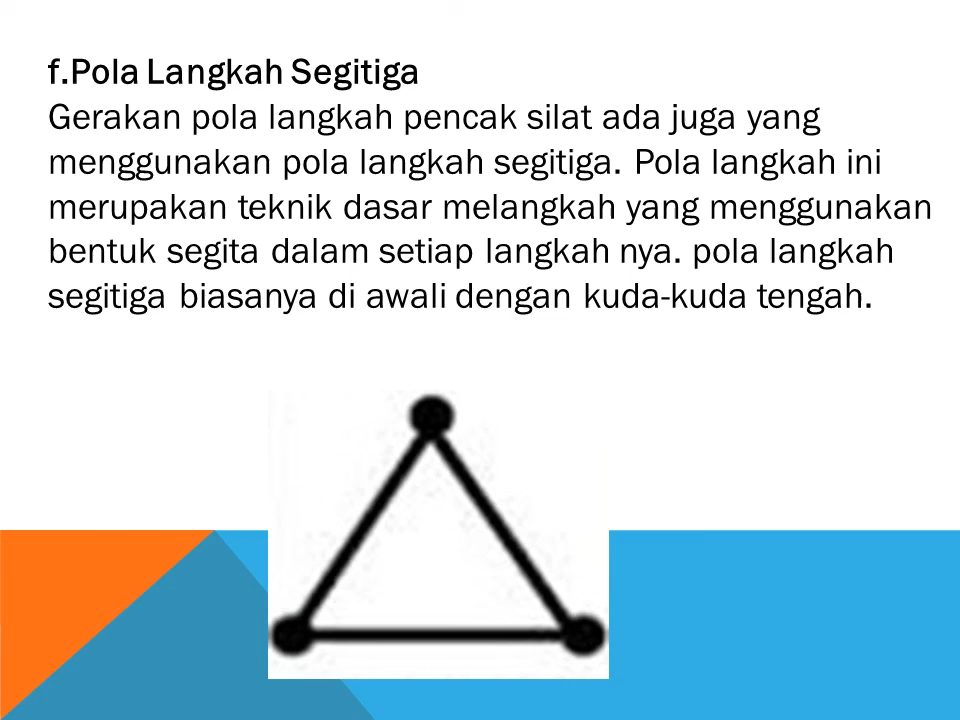 f.Pola Langkah Segitiga
Gerakan pola langkah pencak silat ada juga yang
menggunakan pola langkah segitiga. Pola langkah ini
merupakan teknik dasar melangkah yang menggunakan
bentuk segita dalam setiap langkah nya. pola langkah
segitiga biasanya di awali dengan kuda-kuda tengah.